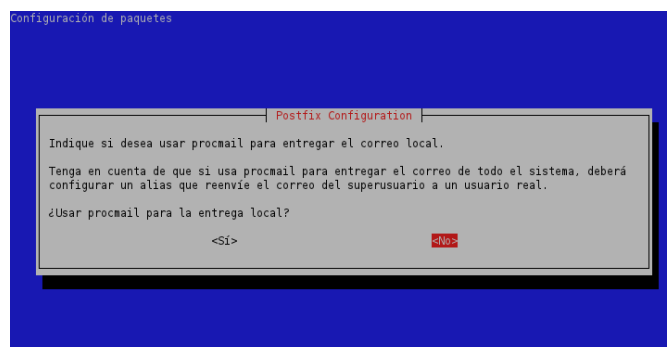 Configuración de paquetes
Postfix Configuration
Indique si desea usar procmail para entregar el correo local.
Tenga en cuenta de que si usa procmail para entregar el correo de todo el sistema, deberá
configurar un alias que reenvíe el correo del superusuario a un usuario real.
¿Usar procmail para la entrega local?
<Sí> <No>